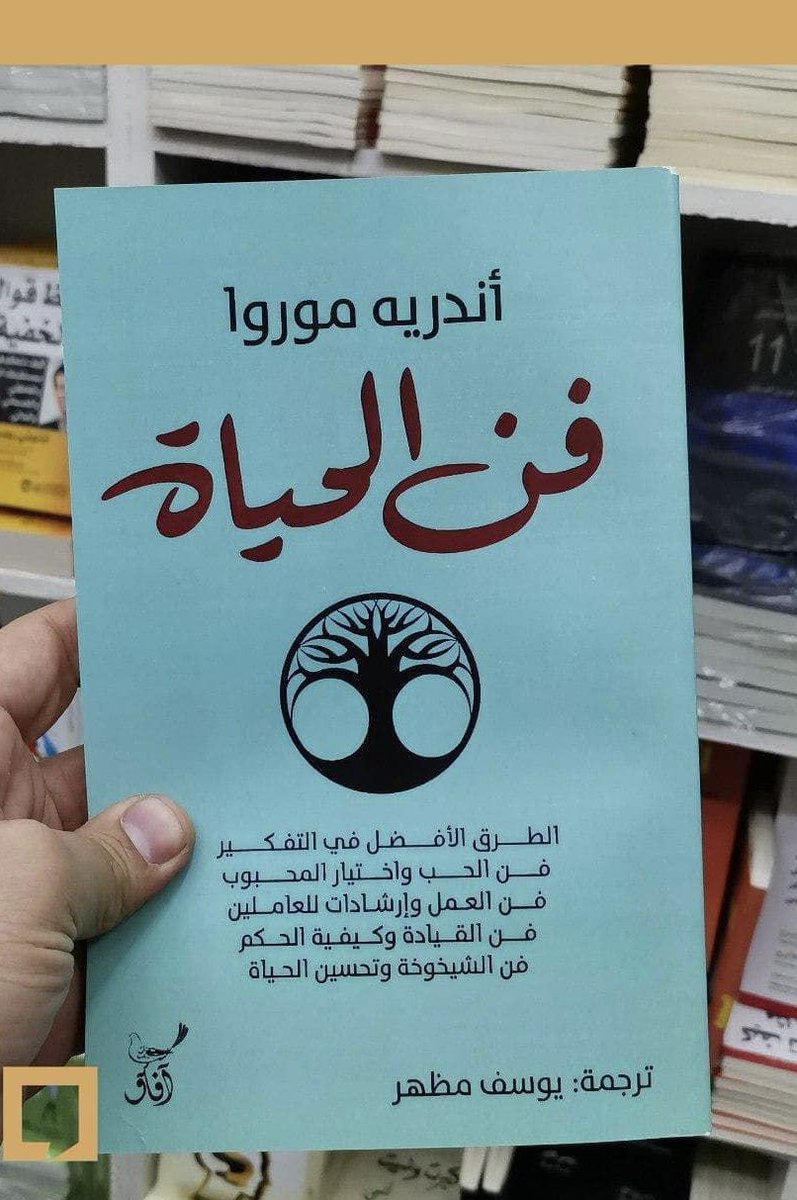 أندريه موروا
فن الحياة
الطرق الأفضل في التفكير
فن الحب واختيار المحبوب
فن العمل وإرشادات للعاملين
فن القيادة وكيفية الحكم
فن الشيخوخة وتحسين الحياة
آفاق
ترجمة: يوسف مظهر
11